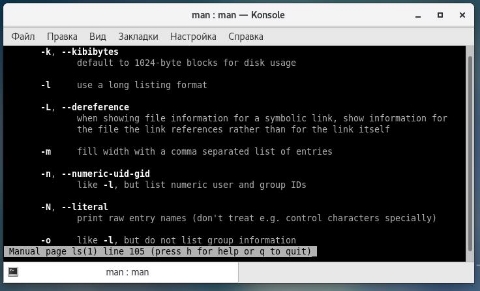 man : man — Konsole
Файл Правка Вид Закладки Настройка Справка
-k, --kibibytes
default to 1024-byte blocks for disk usage
-l use a long listing format
-L, --dereference
when showing file information for a symbolic link, show information for
the file the link references rather than for the link itself
-m fill width with a comma separated list of entries
-n, --numeric-uid-gid
like -l, but list numeric user and group IDs
-N, --literal
print raw entry names (don't treat e.g. control characters specially)
-o like -l, but do not list group information
Manual page ls(1) line 105 (press h for help or q to quit)
man : man